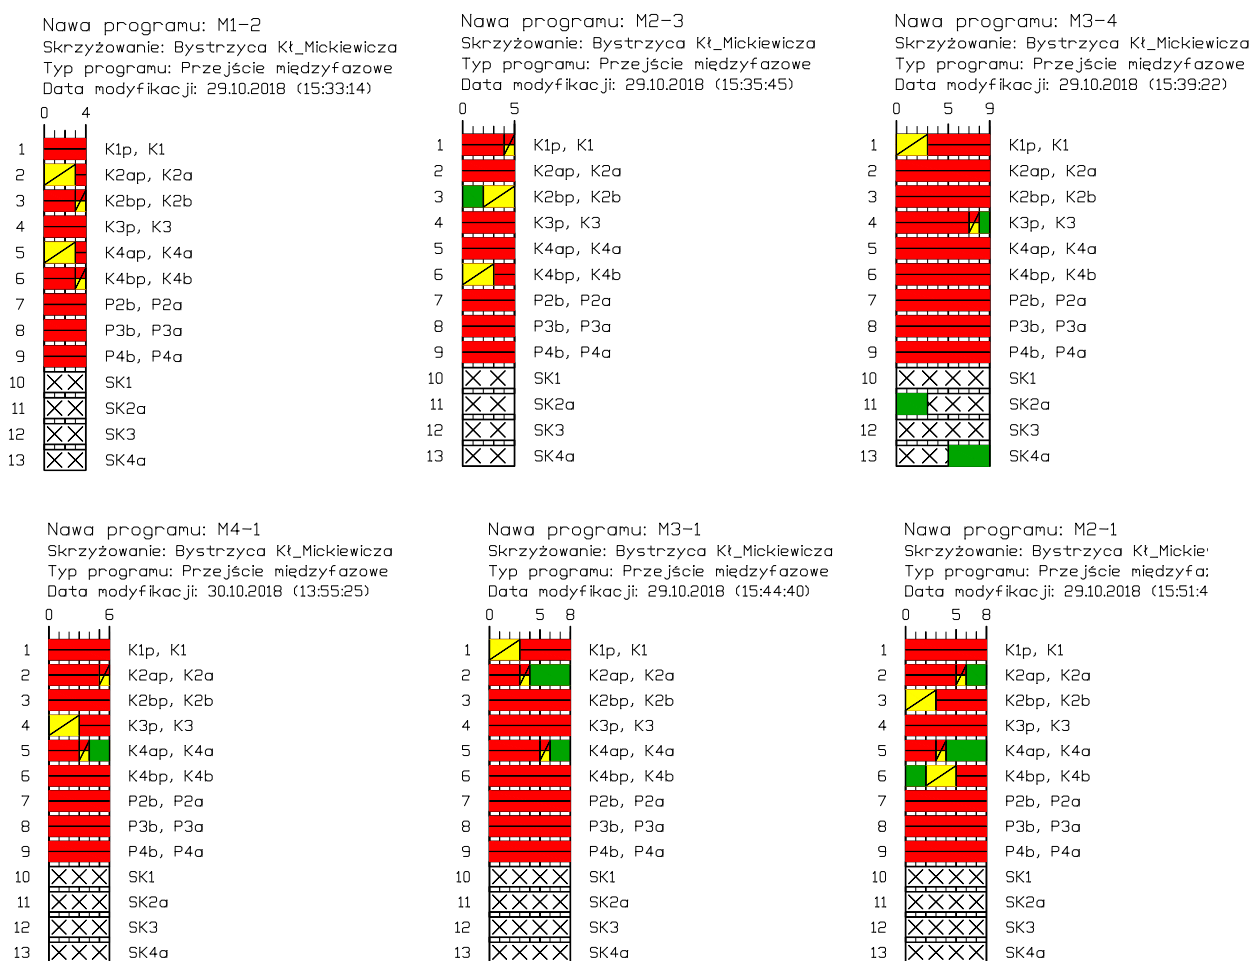 Nawa programu: M1-2
Skrzyżowanie: Bystrzyca Kł_Mickiewicza
Typ programu: Przejście międzyfazowe
Data modyfikacji: 29.10.2018 (15:33:14)
0 4
1 K1p, K1
2 K2ap, K2a
3 K2bp, K2b
4 K3p, K3
5 K4ap, K4a
6 K4bp, K4b
7 P2b, P2a
8 P3b, P3a
9 P4b, P4a
10 SK1
11 SK2a
12 SK3
13 SK4a
Nawa programu: M2-3
Skrzyżowanie: Bystrzyca Kł_Mickiewicza
Typ programu: Przejście międzyfazowe
Data modyfikacji: 29.10.2018 (15:35:45)
0 5
1 K1p, K1
2 K2ap, K2a
3 K2bp, K2b
4 K3p, K3
5 K4ap, K4a
6 K4bp, K4b
7 P2b, P2a
8 P3b, P3a
9 P4b, P4a
10 SK1
11 SK2a
12 SK3
13 SK4a
Nawa programu: M3-4
Skrzyżowanie: Bystrzyca Kł_Mickiewicza
Typ programu: Przejście międzyfazowe
Data modyfikacji: 29.10.2018 (15:39:22)
0 5 9
1 K1p, K1
2 K2ap, K2a
3 K2bp, K2b
4 K3p, K3
5 K4ap, K4a
6 K4bp, K4b
7 P2b, P2a
8 P3b, P3a
9 P4b, P4a
10 SK1
11 SK2a
12 SK3
13 SK4a
Nawa programu: M4-1
Skrzyżowanie: Bystrzyca Kł_Mickiewicza
Typ programu: Przejście międzyfazowe
Data modyfikacji: 30.10.2018 (13:55:25)
0 6
1 K1p, K1
2 K2ap, K2a
3 K2bp, K2b
4 K3p, K3
5 K4ap, K4a
6 K4bp, K4b
7 P2b, P2a
8 P3b, P3a
9 P4b, P4a
10 SK1
11 SK2a
12 SK3
13 SK4a
Nawa programu: M3-1
Skrzyżowanie: Bystrzyca Kł_Mickiewicza
Typ programu: Przejście międzyfazowe
Data modyfikacji: 29.10.2018 (15:44:40)
0 5 8
1 K1p, K1
2 K2ap, K2a
3 K2bp, K2b
4 K3p, K3
5 K4ap, K4a
6 K4bp, K4b
7 P2b, P2a
8 P3b, P3a
9 P4b, P4a
10 SK1
11 SK2a
12 SK3
13 SK4a
Nawa programu: M2-1
Skrzyżowanie: Bystrzyca Kł_Mickie
Typ programu: Przejście międzyfa
Data modyfikacji: 29.10.2018 (15:51:4
0 5 8
1 K1p, K1
2 K2ap, K2a
3 K2bp, K2b
4 K3p, K3
5 K4ap, K4a
6 K4bp, K4b
7 P2b, P2a
8 P3b, P3a
9 P4b, P4a
10 SK1
11 SK2a
12 SK3
13 SK4a